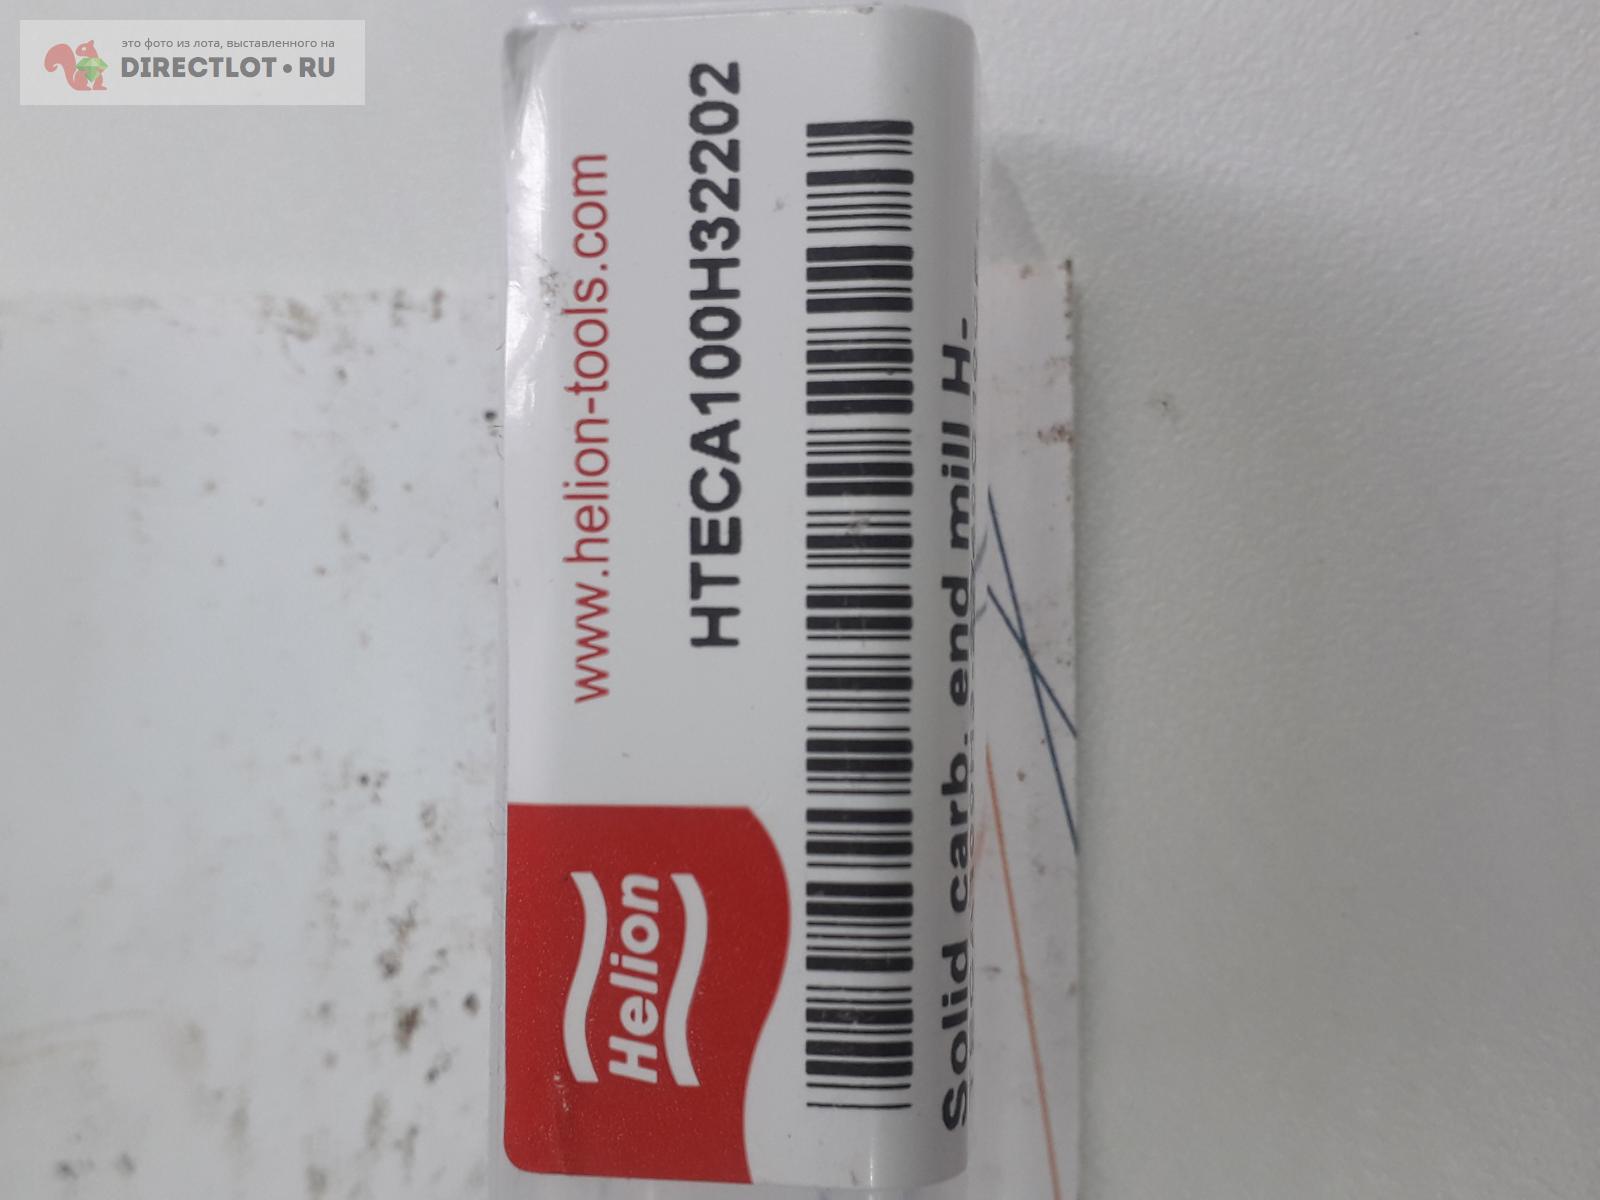 это фото из лота, выставленного на
DIRECTLOT.RU
www.helion-tools.com
HTECA100H32202
Helion
Solid carb. end mill H-